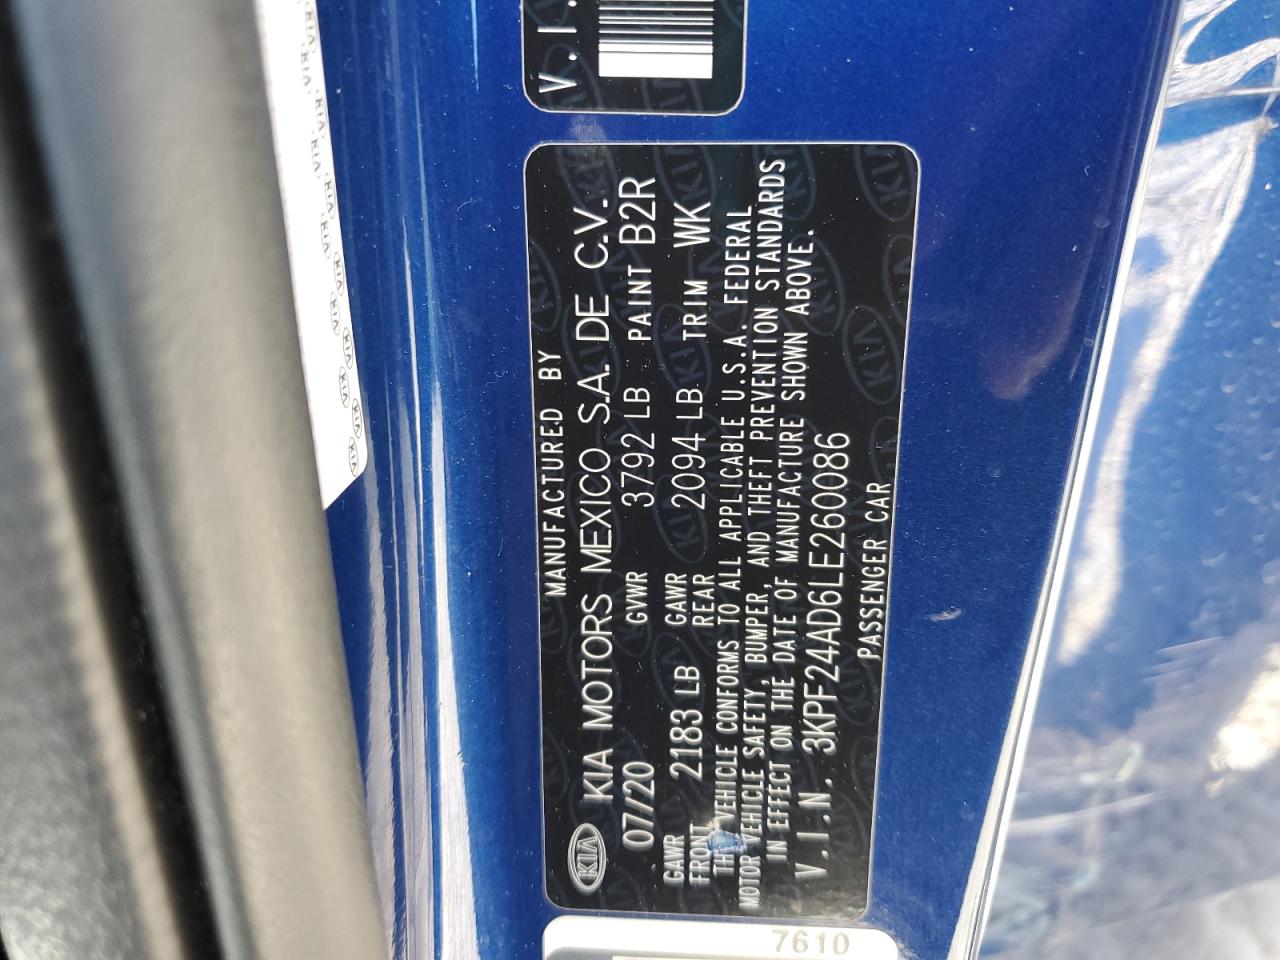 V.I.
MANUFACTURED BY
KIA KIA MOTORS MEXICO S.A. DE C.V.
07/20 GVWR 3792 LB PAINT B2R
GAWR FRONT 2183 LB GAWR REAR 2094 LB TRIM WK
THIS VEHICLE CONFORMS TO ALL APPLICABLE U.S.A. FEDERAL
MOTOR VEHICLE SAFETY, BUMPER, AND THEFT PREVENTION STANDARDS
IN EFFECT ON THE DATE OF MANUFACTURE SHOWN ABOVE.
V.I.N. 3KPF24AD6LE260086
PASSENGER CAR
7610